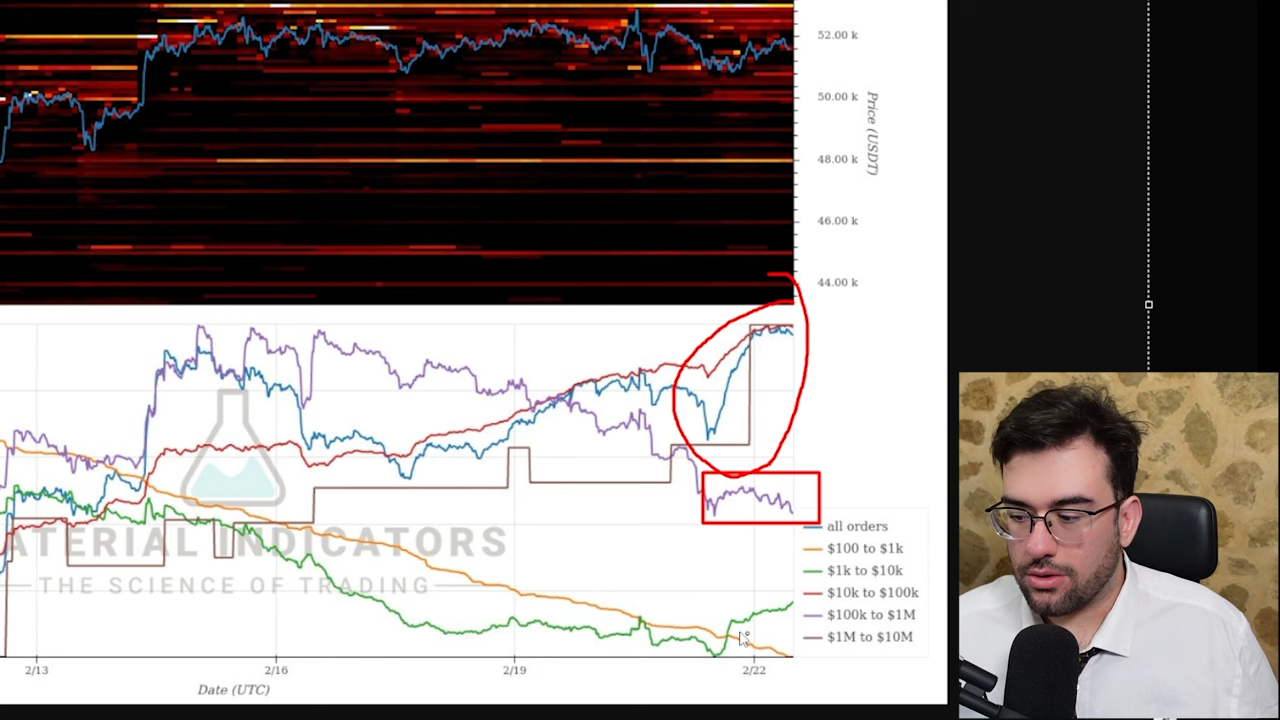 52.00 k
50.00 k
48.00 k
46.00 k
44.00 k
Price (USDT)
ATERIAL INDICATORS
THE SCIENCE OF TRADING
all orders
$100 to $1k
$1k to $10k
$10k to $100k
$100k to $1M
$1M to $10M
2/13
2/16
2/19
2/22
Date (UTC)